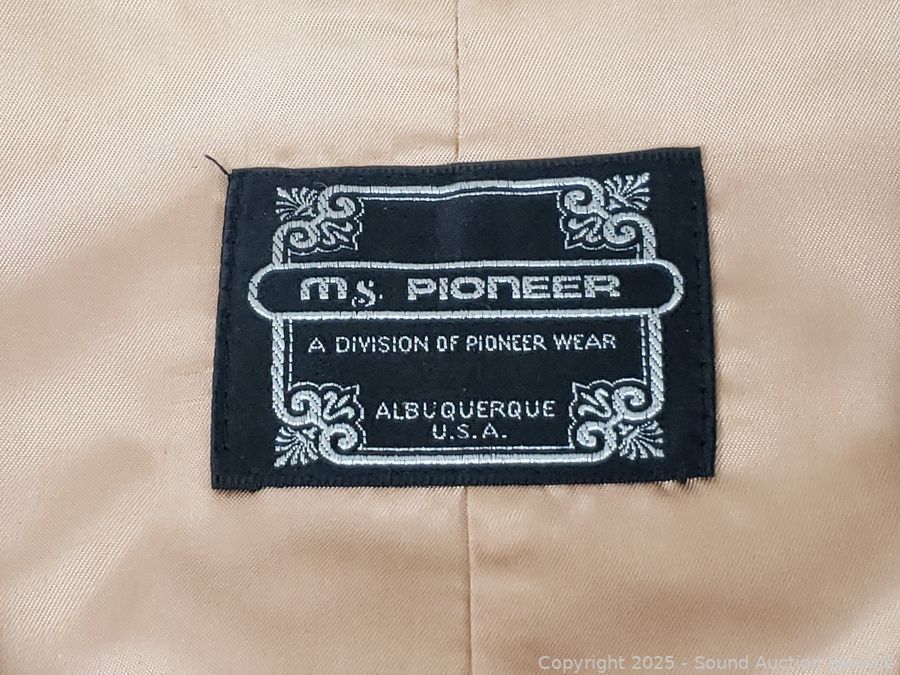 ms. PIONEER
A DIVISION OF PIONEER WEAR
ALBUQUERQUE
U.S.A.
Copyright 2025 - Sound Auction Service